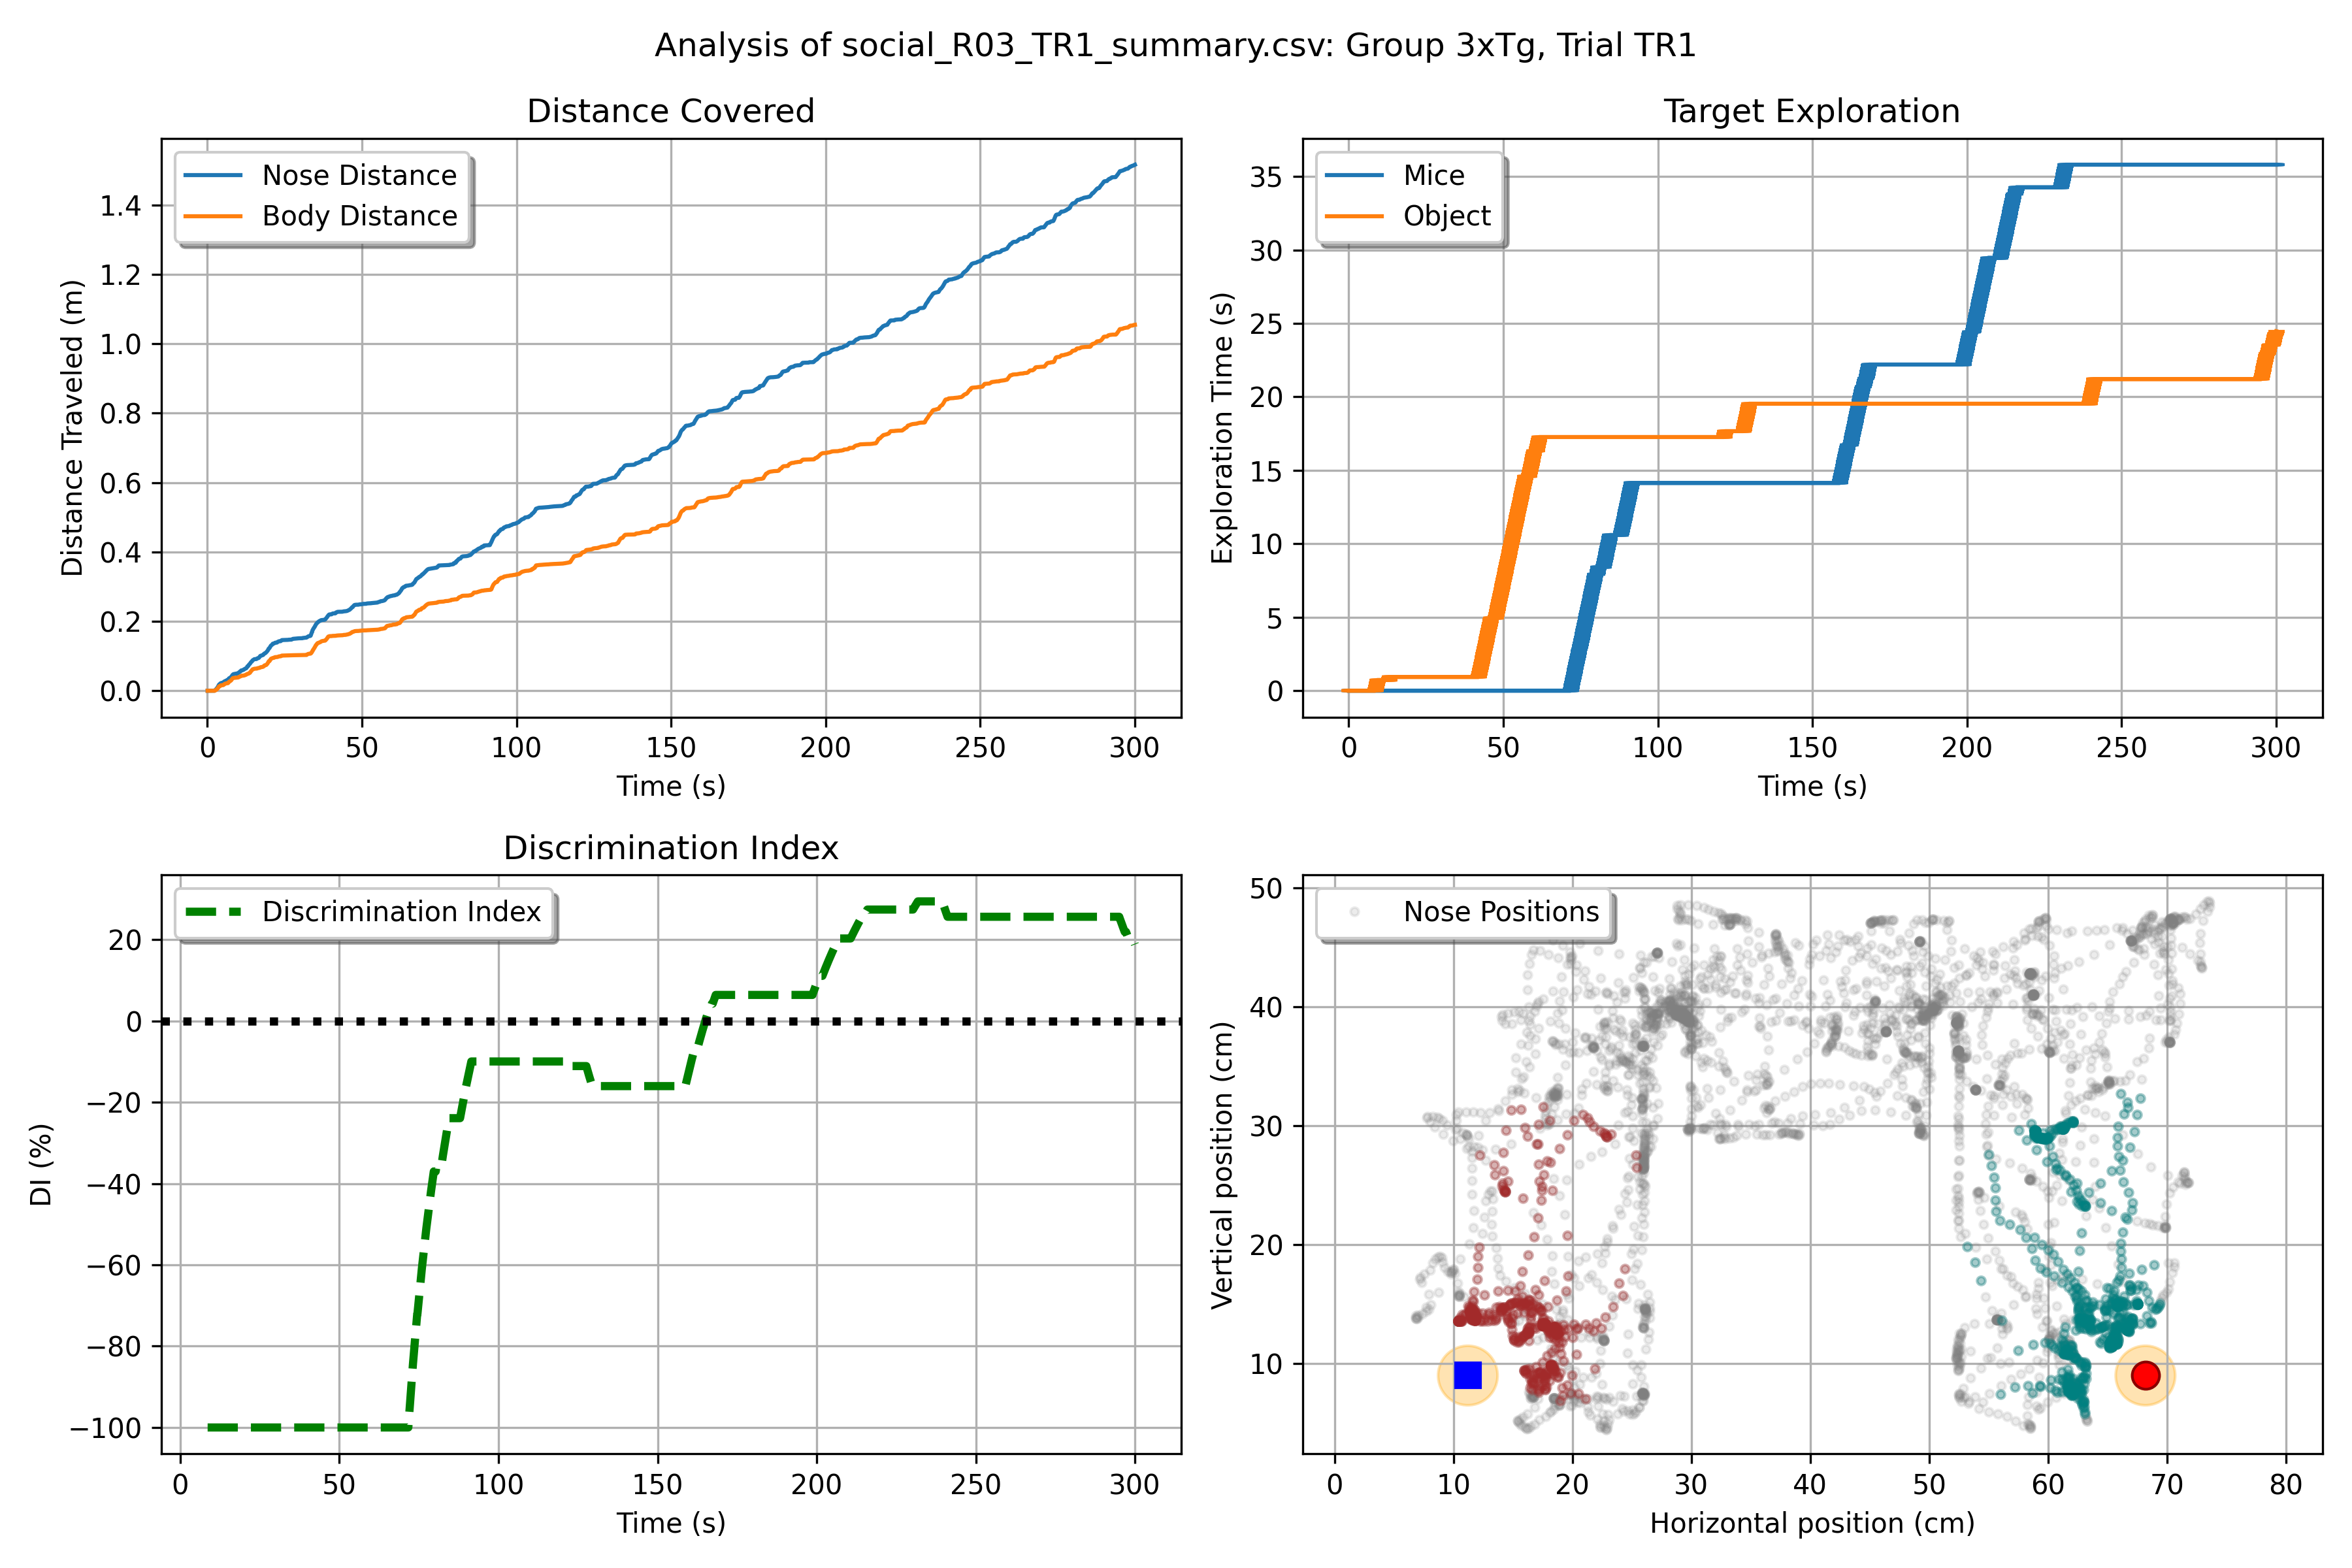 Analysis of social_R03_TR1_summary.csv: Group 3xTg, Trial TR1
Distance Covered
Nose Distance
Body Distance
Distance Traveled (m)
1.4
1.2
1.0
0.8
0.6
0.4
0.2
0.0
0 50 100 150 200 250 300
Time (s)
Target Exploration
Mice
Object
Exploration Time (s)
35
30
25
20
15
10
5
0
0 50 100 150 200 250 300
Time (s)
Discrimination Index
Discrimination Index
DI (%)
20
0
−20
−40
−60
−80
−100
0 50 100 150 200 250 300
Time (s)
Nose Positions
Vertical position (cm)
50
40
30
20
10
0 10 20 30 40 50 60 70 80
Horizontal position (cm)